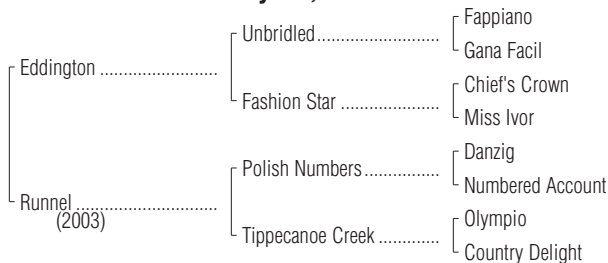 Fappiano
Unbridled....................
Gana Facil
Eddington .........................
Chief's Crown
Fashion Star .....................
Miss Ivor
Danzig
Polish Numbers................
Numbered Account
Runnel ..............................
(2003)
Olympio
Tippecanoe Creek .............
Country Delight